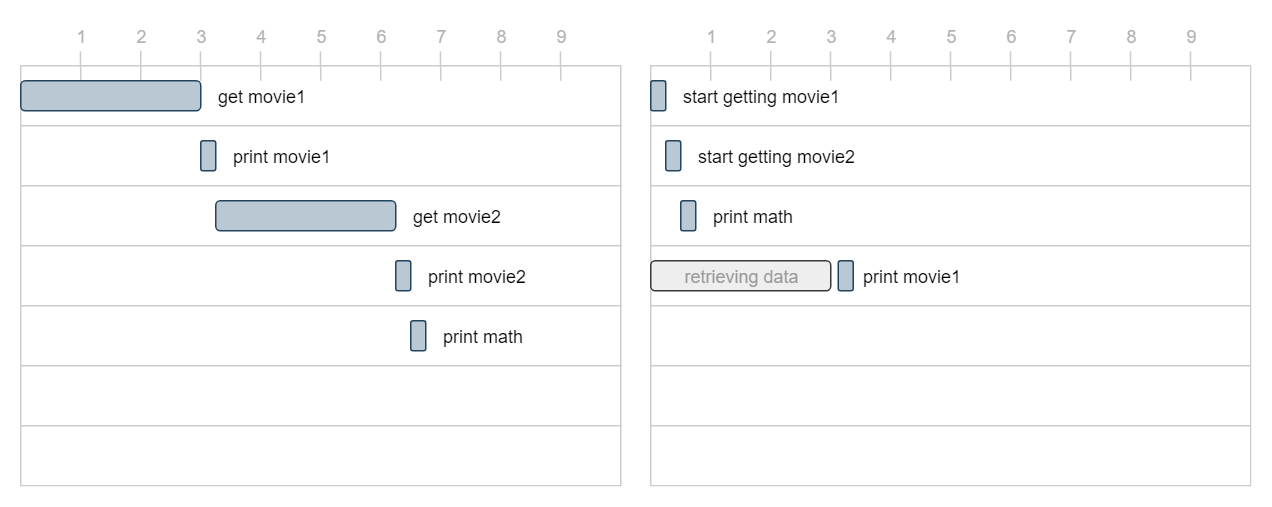 1 2 3 4 5 6 7 8 9
get movie1
print movie1
get movie2
print movie2
print math
1 2 3 4 5 6 7 8 9
start getting movie1
start getting movie2
print math
retrieving data print movie1